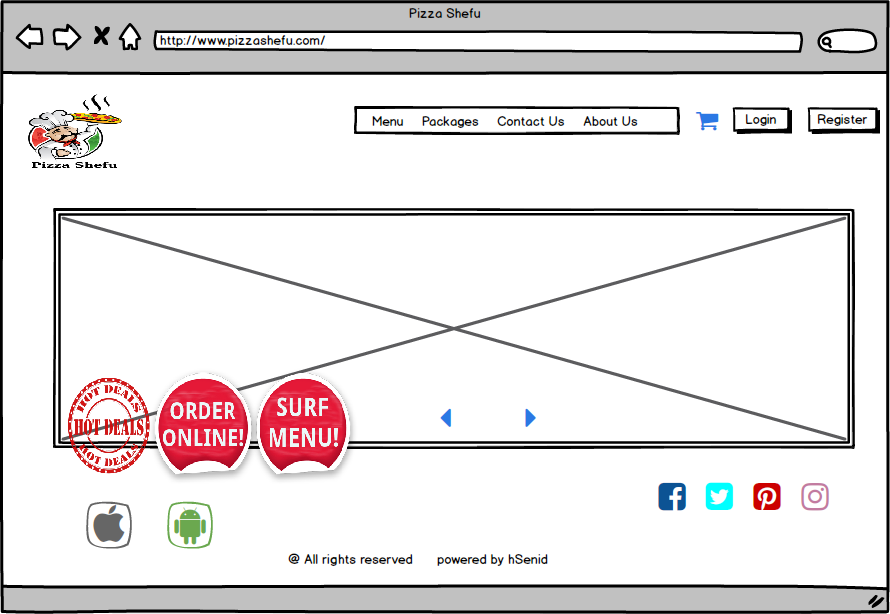 Pizza Shefu
http://www.pizzashefu.com/
Menu Packages Contact Us About Us
Login
Register
Pizza Shefu
HOT DEALS
HOT DEALS
HOT DEALS
ORDER
ONLINE!
SURF
MENU!
@ All rights reserved powered by hSenid